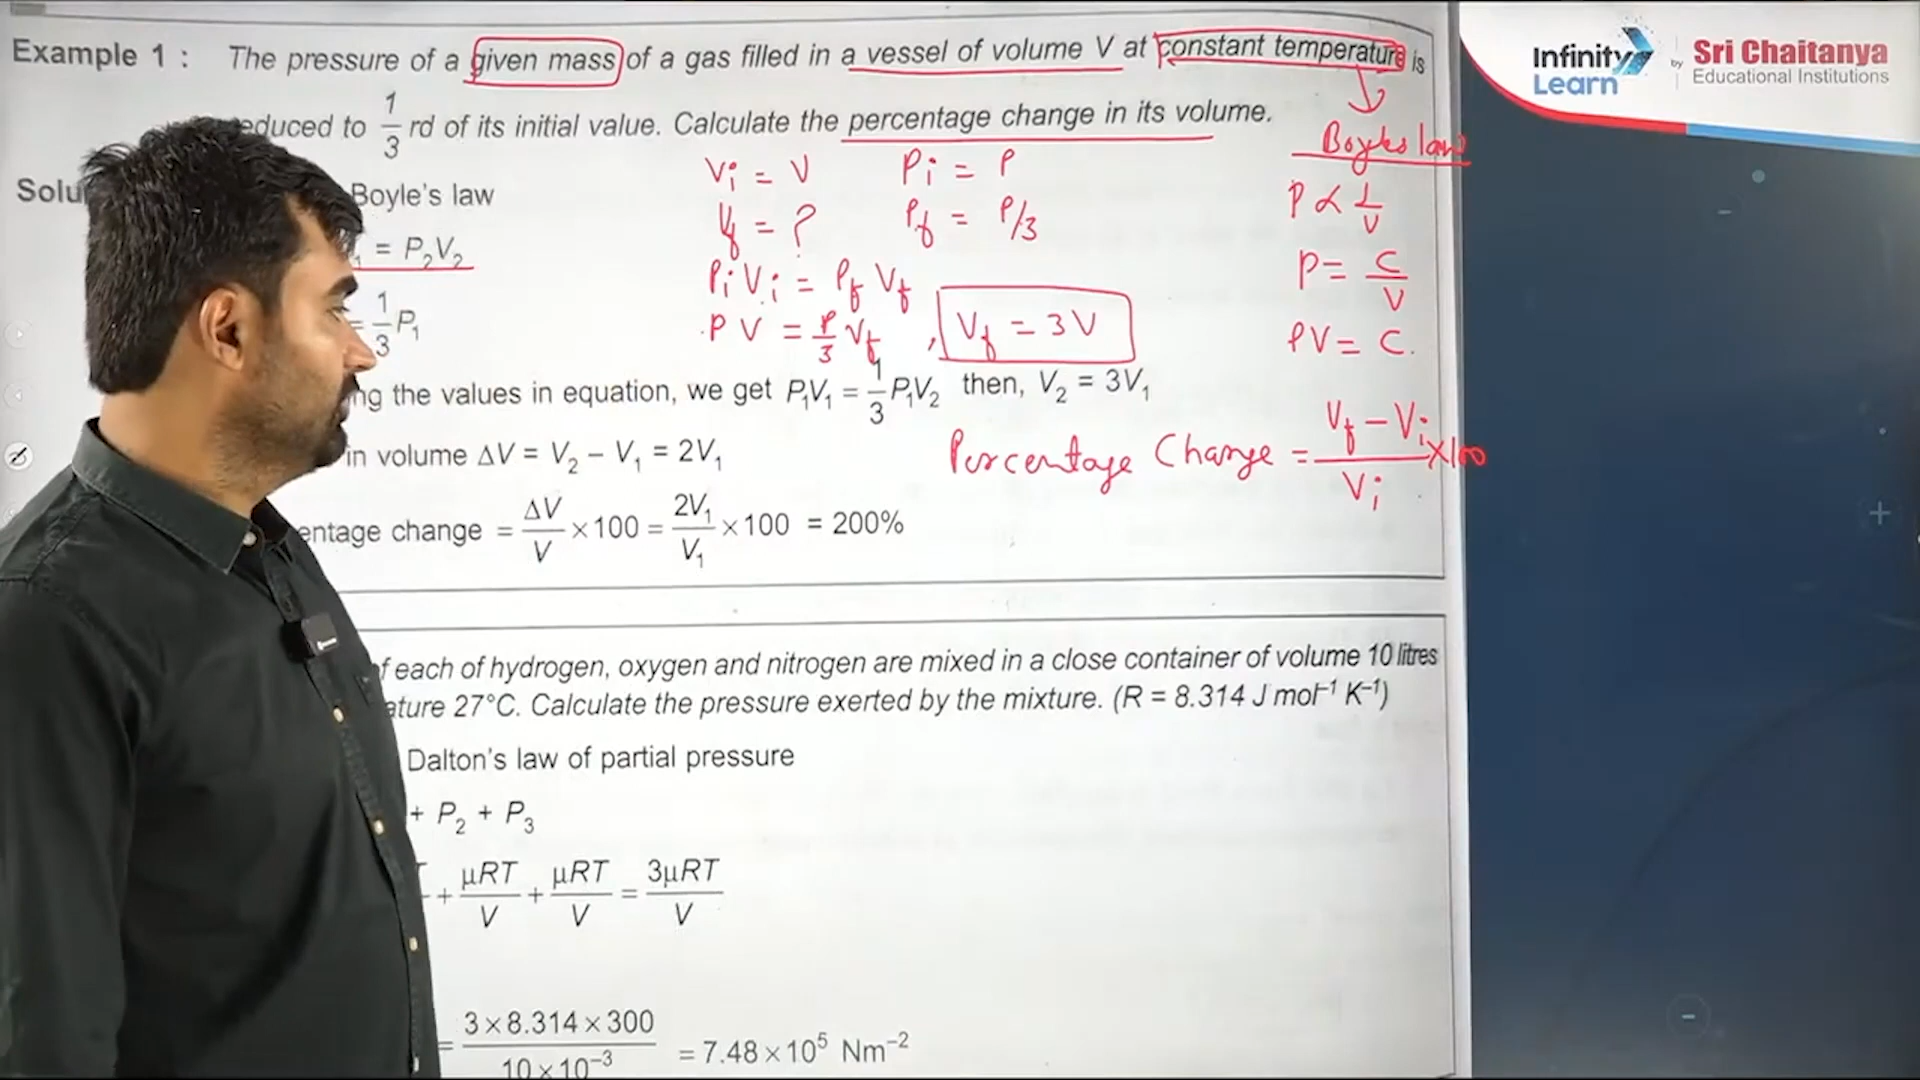 Example 1 : The pressure of a given mass of a gas filled in a vessel of volume V at constant temperature is
educed to 1/3 rd of its initial value. Calculate the percentage change in its volume.
Infinity Learn by Sri Chaitanya Educational Institutions
Boyles law
Vi = V Pi = P
Solu Boyle's law
P ∝ 1/V
Vf = ? Pf = P/3
= P₂V₂
P = C/V
PiVi = Pf Vf
= 1/3 P₁
PV = P/3 Vf , Vf = 3V
PV = C.
ng the values in equation, we get P₁V₁ = 1/3 P₁V₂ then, V₂ = 3V₁
in volume ΔV = V₂ – V₁ = 2V₁
Percentage Change = Vf – Vi / Vi ×100
entage change = ΔV/V ×100 = 2V₁/V₁ ×100 = 200%
f each of hydrogen, oxygen and nitrogen are mixed in a close container of volume 10 litres
ature 27°C. Calculate the pressure exerted by the mixture. (R = 8.314 J mol⁻¹ K⁻¹)
Dalton's law of partial pressure
+ P₂ + P₃
+ μRT/V + μRT/V = 3μRT/V
= 3×8.314×300 / 10×10⁻³ = 7.48×10⁵ Nm⁻²